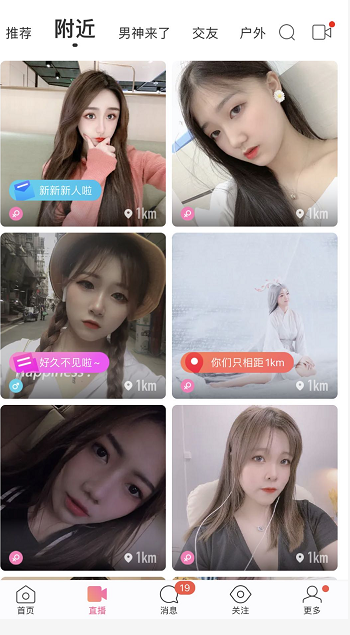 推荐 附近 男神来了 交友 户外
新新新人啦
1km 1km
Happiness!
好久不见啦~
你们只相距1km
1km 1km
1km 1km
19
首页 直播 消息 关注 更多